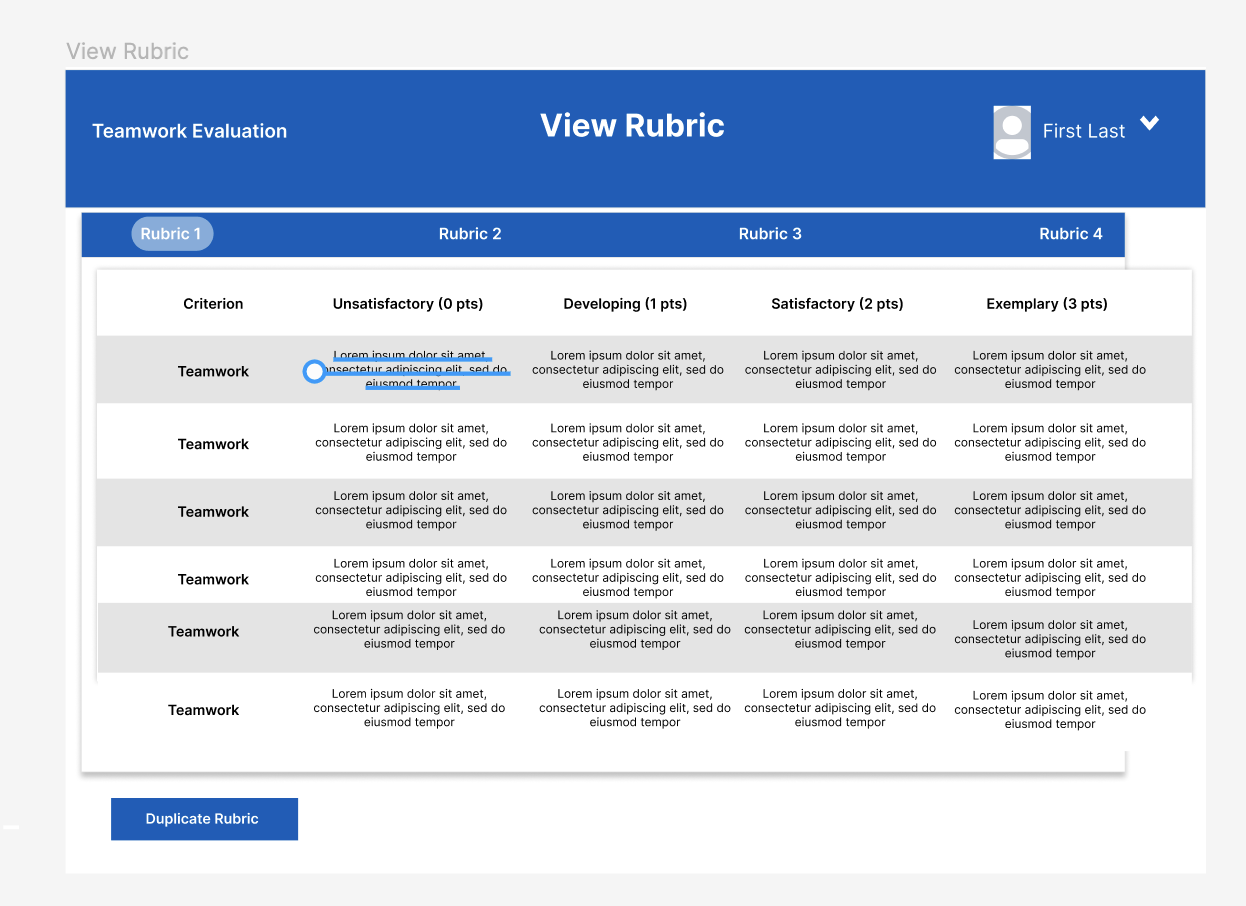 View Rubric
Teamwork Evaluation
View Rubric
First Last
Rubric 1
Rubric 2
Rubric 3
Rubric 4
Criterion
Unsatisfactory (0 pts)
Developing (1 pts)
Satisfactory (2 pts)
Exemplary (3 pts)
Teamwork
Lorem ipsum dolor sit amet,
consectetur adipiscing elit, sed do
eiusmod tempor
Lorem ipsum dolor sit amet,
consectetur adipiscing elit, sed do
eiusmod tempor
Lorem ipsum dolor sit amet,
consectetur adipiscing elit, sed do
eiusmod tempor
Lorem ipsum dolor sit amet,
consectetur adipiscing elit, sed do
eiusmod tempor
Teamwork
Lorem ipsum dolor sit amet,
consectetur adipiscing elit, sed do
eiusmod tempor
Lorem ipsum dolor sit amet,
consectetur adipiscing elit, sed do
eiusmod tempor
Lorem ipsum dolor sit amet,
consectetur adipiscing elit, sed do
eiusmod tempor
Lorem ipsum dolor sit amet,
consectetur adipiscing elit, sed do
eiusmod tempor
Teamwork
Lorem ipsum dolor sit amet,
consectetur adipiscing elit, sed do
eiusmod tempor
Lorem ipsum dolor sit amet,
consectetur adipiscing elit, sed do
eiusmod tempor
Lorem ipsum dolor sit amet,
consectetur adipiscing elit, sed do
eiusmod tempor
Lorem ipsum dolor sit amet,
consectetur adipiscing elit, sed do
eiusmod tempor
Teamwork
Lorem ipsum dolor sit amet,
consectetur adipiscing elit, sed do
eiusmod tempor
Lorem ipsum dolor sit amet,
consectetur adipiscing elit, sed do
eiusmod tempor
Lorem ipsum dolor sit amet,
consectetur adipiscing elit, sed do
eiusmod tempor
Lorem ipsum dolor sit amet,
consectetur adipiscing elit, sed do
eiusmod tempor
Teamwork
Lorem ipsum dolor sit amet,
consectetur adipiscing elit, sed do
eiusmod tempor
Lorem ipsum dolor sit amet,
consectetur adipiscing elit, sed do
eiusmod tempor
Lorem ipsum dolor sit amet,
consectetur adipiscing elit, sed do
eiusmod tempor
Lorem ipsum dolor sit amet,
consectetur adipiscing elit, sed do
eiusmod tempor
Teamwork
Lorem ipsum dolor sit amet,
consectetur adipiscing elit, sed do
eiusmod tempor
Lorem ipsum dolor sit amet,
consectetur adipiscing elit, sed do
eiusmod tempor
Lorem ipsum dolor sit amet,
consectetur adipiscing elit, sed do
eiusmod tempor
Lorem ipsum dolor sit amet,
consectetur adipiscing elit, sed do
eiusmod tempor
Duplicate Rubric